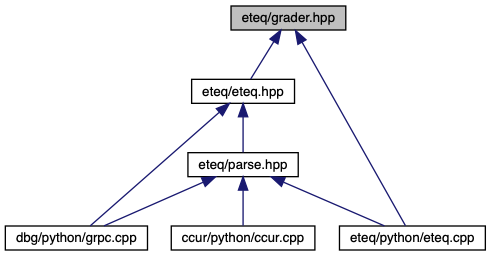 eteq/grader.hpp
eteq/eteq.hpp
eteq/parse.hpp
dbg/python/grpc.cpp
ccur/python/ccur.cpp
eteq/python/eteq.cpp